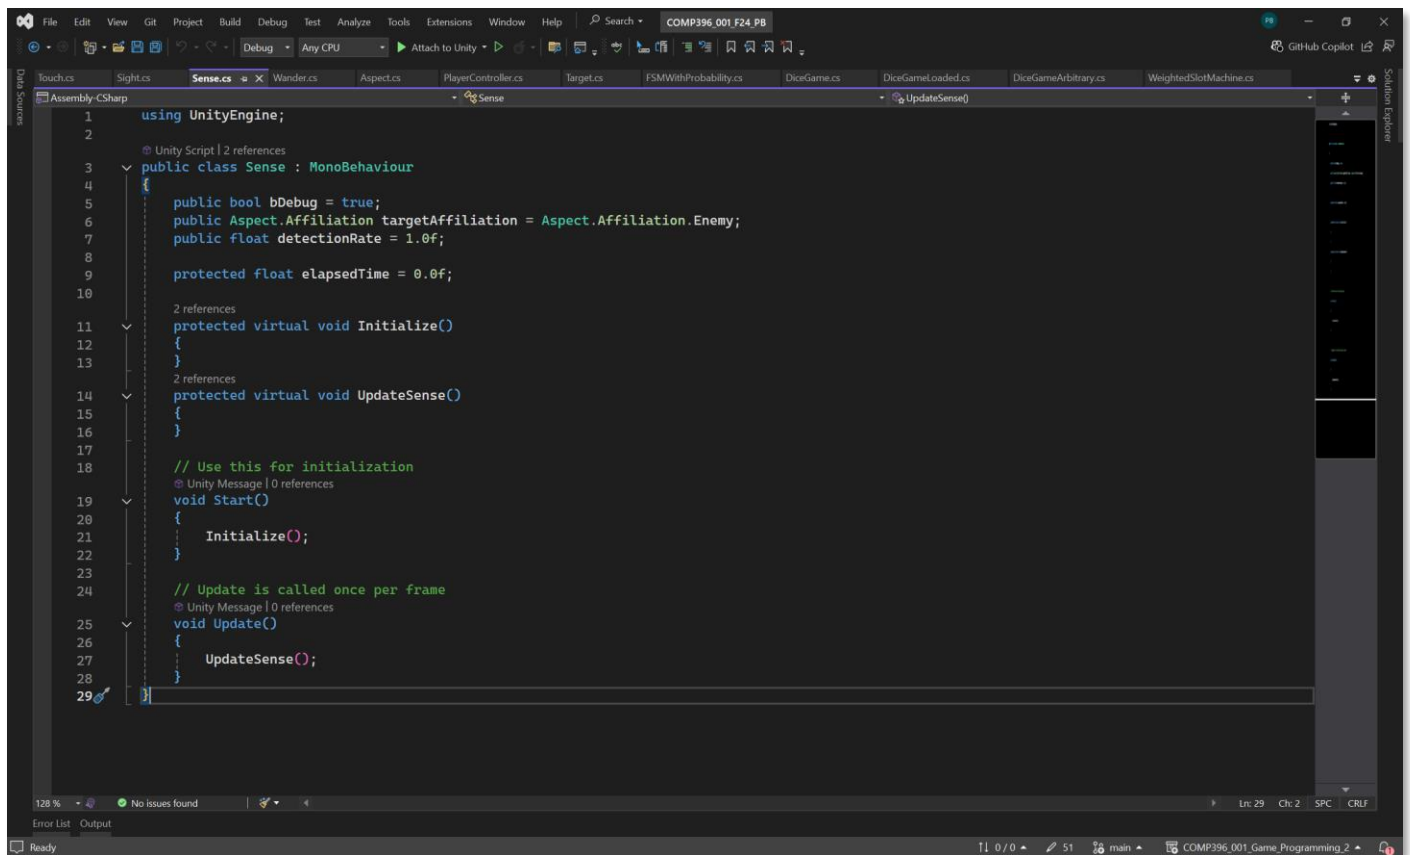 File Edit View Git Project Build Debug Test Analyze Tools Extensions Window Help Search COMP396_001_F24_PB PB
Debug Any CPU Attach to Unity GitHub Copilot
Touch.cs Sight.cs Sense.cs Wander.cs Aspect.cs PlayerController.cs Target.cs FSMWithProbability.cs DiceGame.cs DiceGameLoaded.cs DiceGameArbitrary.cs WeightedSlotMachine.cs
Data Sources
Solution Explorer
Assembly-CSharp Sense UpdateSense()
1 using UnityEngine;
2
Unity Script | 2 references
3 public class Sense : MonoBehaviour
4 {
5 public bool bDebug = true;
6 public Aspect.Affiliation targetAffiliation = Aspect.Affiliation.Enemy;
7 public float detectionRate = 1.0f;
8
9 protected float elapsedTime = 0.0f;
10
2 references
11 protected virtual void Initialize()
12 {
13 }
2 references
14 protected virtual void UpdateSense()
15 {
16 }
17
18 // Use this for initialization
Unity Message | 0 references
19 void Start()
20 {
21 Initialize();
22 }
23
24 // Update is called once per frame
Unity Message | 0 references
25 void Update()
26 {
27 UpdateSense();
28 }
29 }
128 % No issues found Ln: 29 Ch: 2 SPC CRLF
Error List Output
Ready 0 / 0 51 main COMP396_001_Game_Programming_2 1